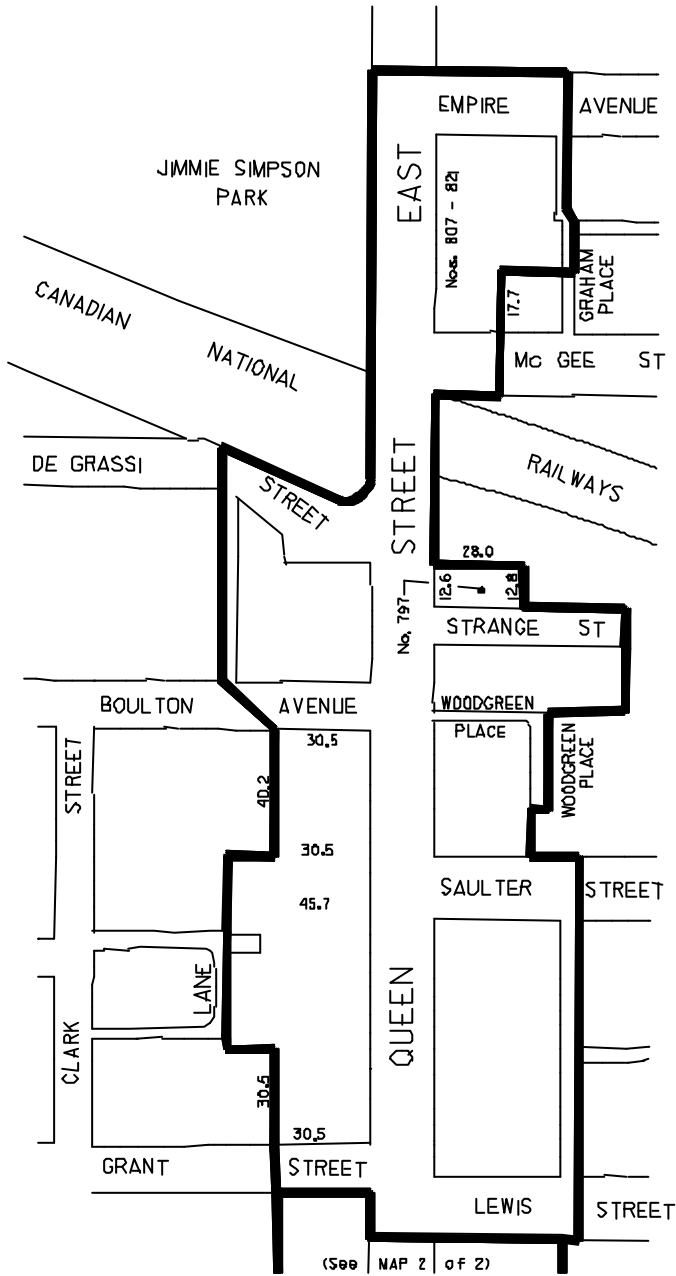 EMPIRE AVENUE
JIMMIE SIMPSON
PARK
EAST
Nos. 807 - 821
GRAHAM
PLACE
17.7
CANADIAN
NATIONAL
Mc GEE ST
DE GRASSI
STREET
STREET
RAILWAYS
28.0
12.6
12.8
No. 797
STRANGE ST
BOULTON AVENUE
WOODGREEN
PLACE
30.5
STREET
40.2
WOODGREEN
PLACE
30.5
45.7
SAULTER STREET
LANE
QUEEN
CLARK
30.5
30.5
GRANT STREET
LEWIS STREET
(See MAP 2 of 2)